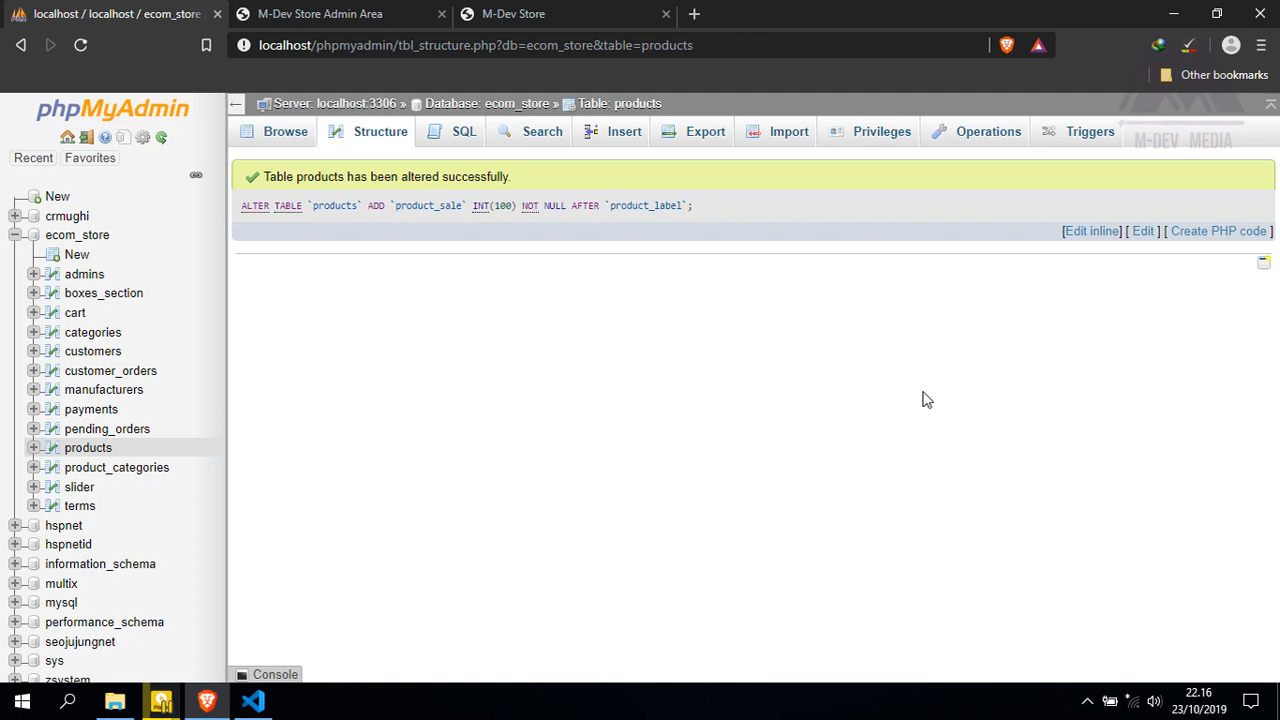 localhost / localhost / ecom_store
M-Dev Store Admin Area
M-Dev Store
localhost/phpmyadmin/tbl_structure.php?db=ecom_store&table=products
Other bookmarks
phpMyAdmin
Server: localhost:3306 » Database: ecom_store » Table: products
M-DEV MEDIA
Browse Structure SQL Search Insert Export Import Privileges Operations Triggers
Recent Favorites
Table products has been altered successfully.
ALTER TABLE `products` ADD `product_sale` INT(100) NOT NULL AFTER `product_label`;
[Edit inline] [ Edit ] [ Create PHP code ]
New
crmughi
ecom_store
New
admins
boxes_section
cart
categories
customers
customer_orders
manufacturers
payments
pending_orders
products
product_categories
slider
terms
hspnet
hspnetid
information_schema
multix
mysql
performance_schema
seojujungnet
sys
zsystem
Console
22.16
23/10/2019